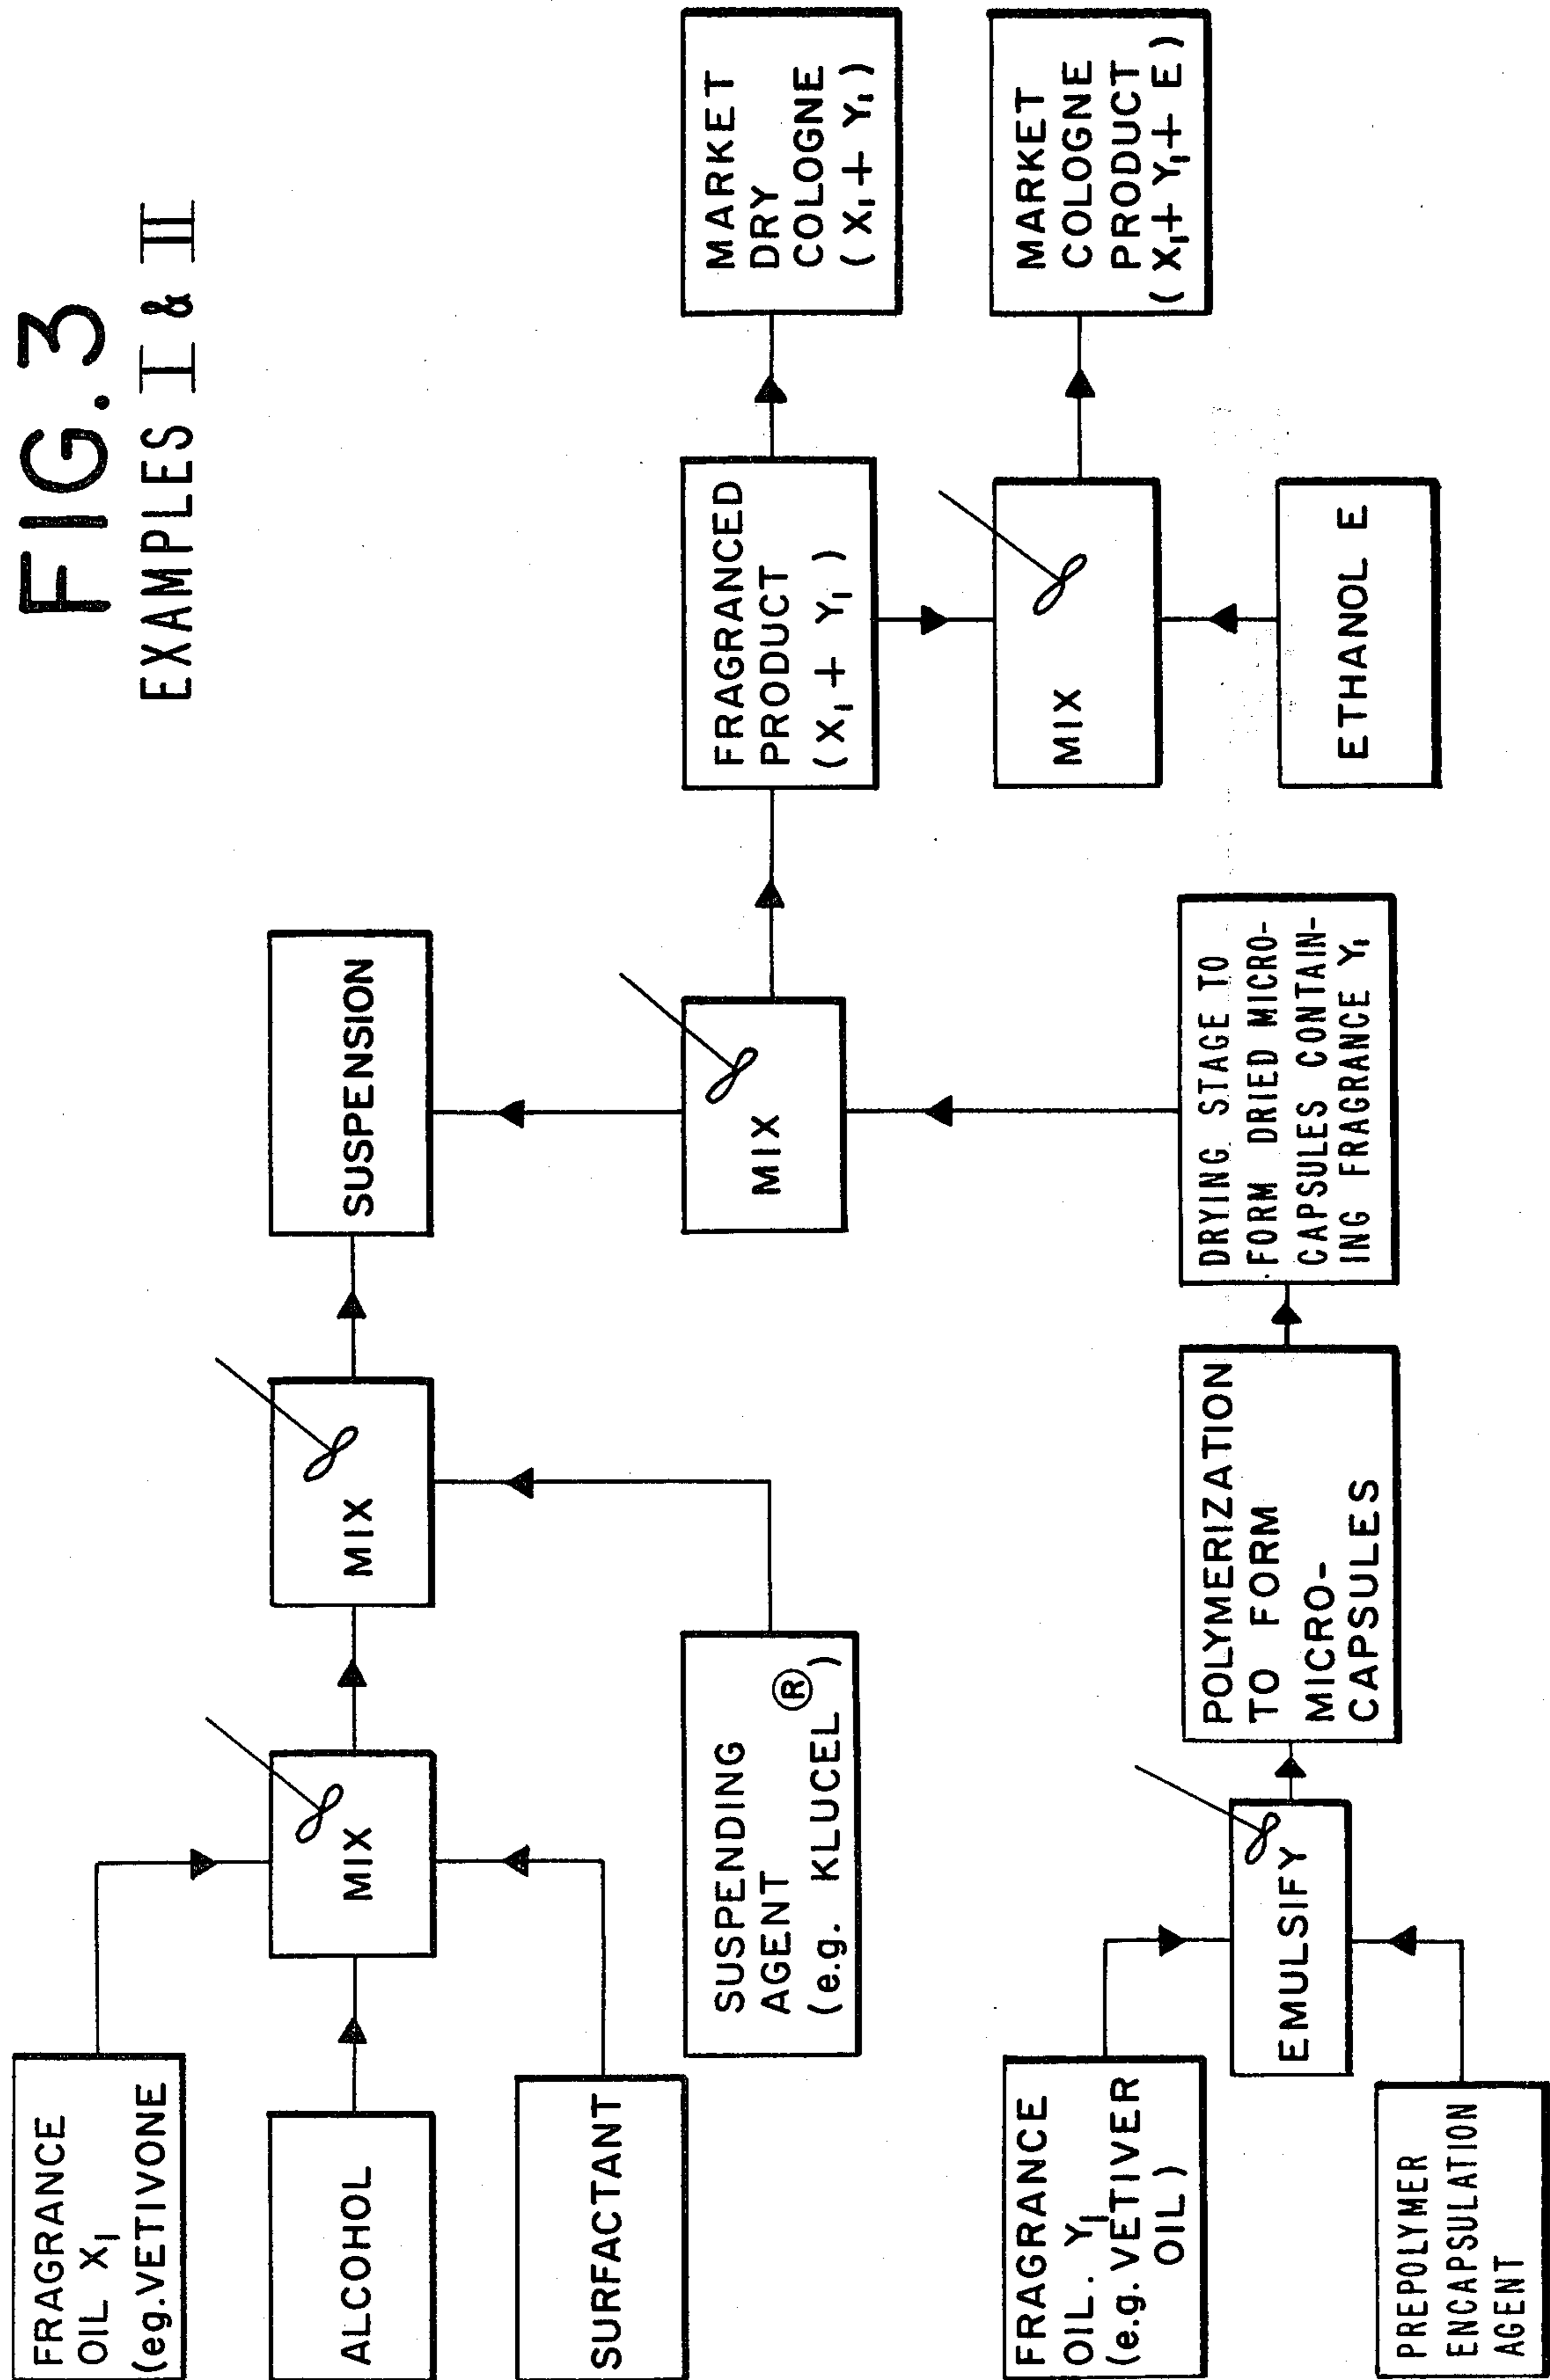 FIG. 3
EXAMPLES I & II
FRAGRANCE
OIL X₁
(eg. VETIVONE
ALCOHOL
SURFACTANT
MIX
SUSPENDING
AGENT
(e.g. KLUCEL®)
MIX
SUSPENSION
FRAGRANCE
OIL. Y₁
(e.g. VETIVER
OIL)
PREPOLYMER
ENCAPSULATION
AGENT
EMULSIFY
POLYMERIZATION
TO FORM
MICRO-
CAPSULES
DRYING STAGE TO
FORM DRIED MICRO-
CAPSULES CONTAIN-
ING FRAGRANCE Y₁
MIX
FRAGRANCED
PRODUCT
(X₁ + Y₁)
MIX
ETHANOL E
MARKET
DRY
COLOGNE
(X₁ + Y₁)
MARKET
COLOGNE
PRODUCT
(X₁ + Y₁ + E)